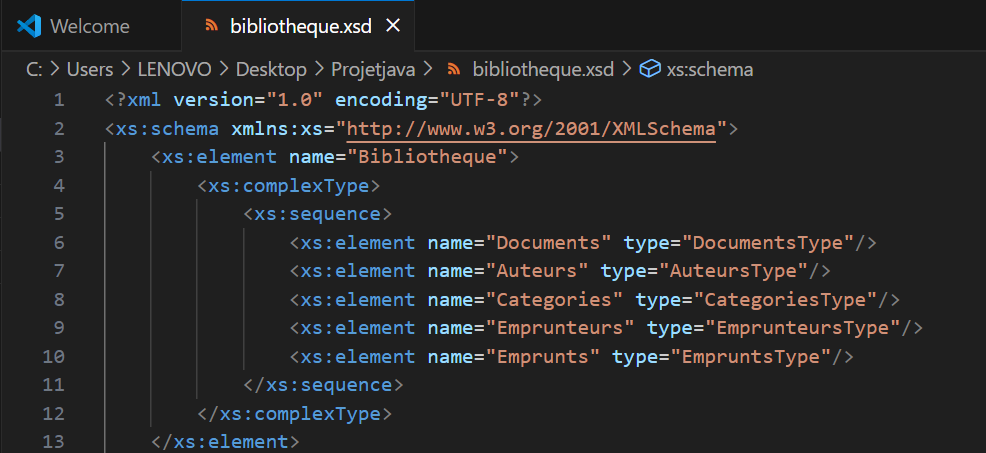 Welcome bibliotheque.xsd ×
C: > Users > LENOVO > Desktop > Projetjava > bibliotheque.xsd > xs:schema
1 <?xml version="1.0" encoding="UTF-8"?>
2 <xs:schema xmlns:xs="http://www.w3.org/2001/XMLSchema">
3 <xs:element name="Bibliotheque">
4 <xs:complexType>
5 <xs:sequence>
6 <xs:element name="Documents" type="DocumentsType"/>
7 <xs:element name="Auteurs" type="AuteursType"/>
8 <xs:element name="Categories" type="CategoriesType"/>
9 <xs:element name="Emprunteurs" type="EmprunteursType"/>
10 <xs:element name="Emprunts" type="EmpruntsType"/>
11 </xs:sequence>
12 </xs:complexType>
13 </xs:element>